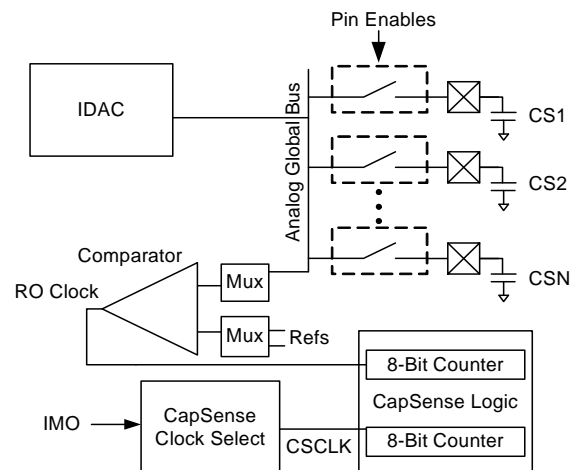 Pin Enables
IDAC
Analog Global Bus
CS1
CS2
CSN
Comparator
RO Clock
Mux
Mux
Refs
8-Bit Counter
CapSense Logic
8-Bit Counter
IMO
CapSense
Clock Select
CSCLK